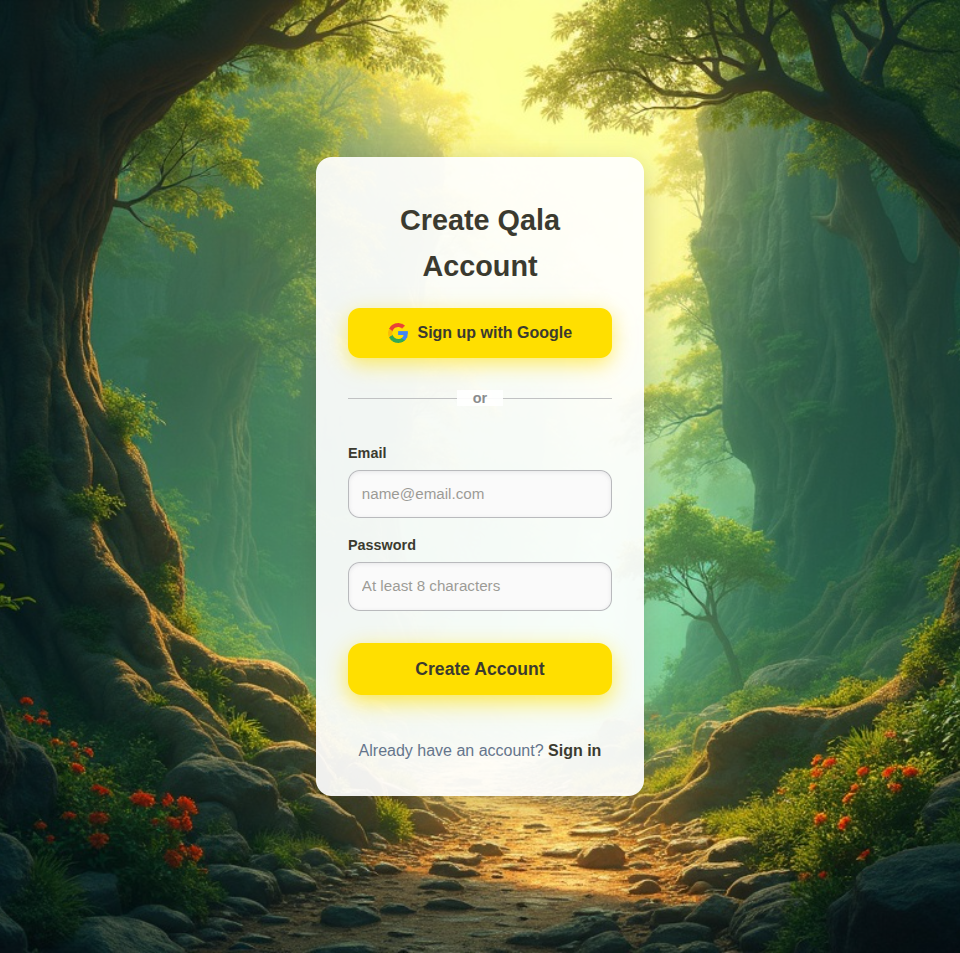 Create Qala
Account
Sign up with Google
or
Email
name@email.com
Password
At least 8 characters
Create Account
Already have an account? Sign in